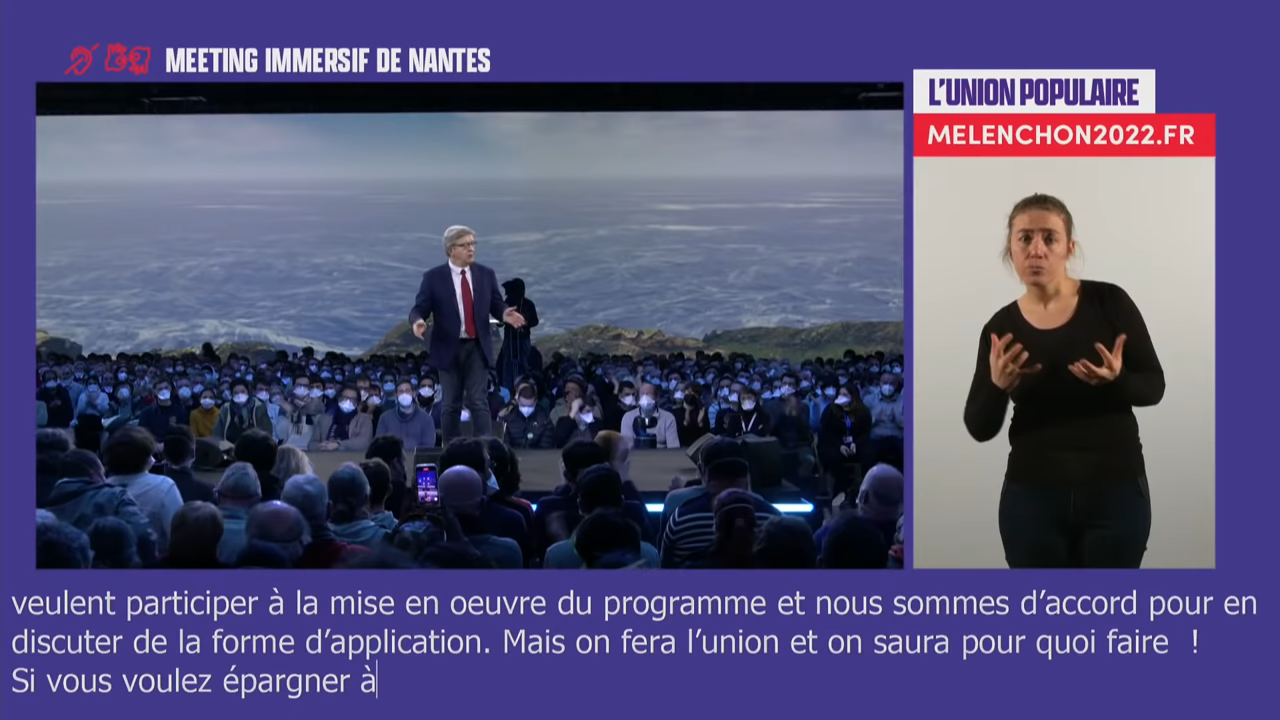 MEETING IMMERSIF DE NANTES
L'UNION POPULAIRE
MELENCHON2022.FR
veulent participer à la mise en oeuvre du programme et nous sommes d’accord pour en
discuter de la forme d’application. Mais on fera l’union et on saura pour quoi faire  !
Si vous voulez épargner à